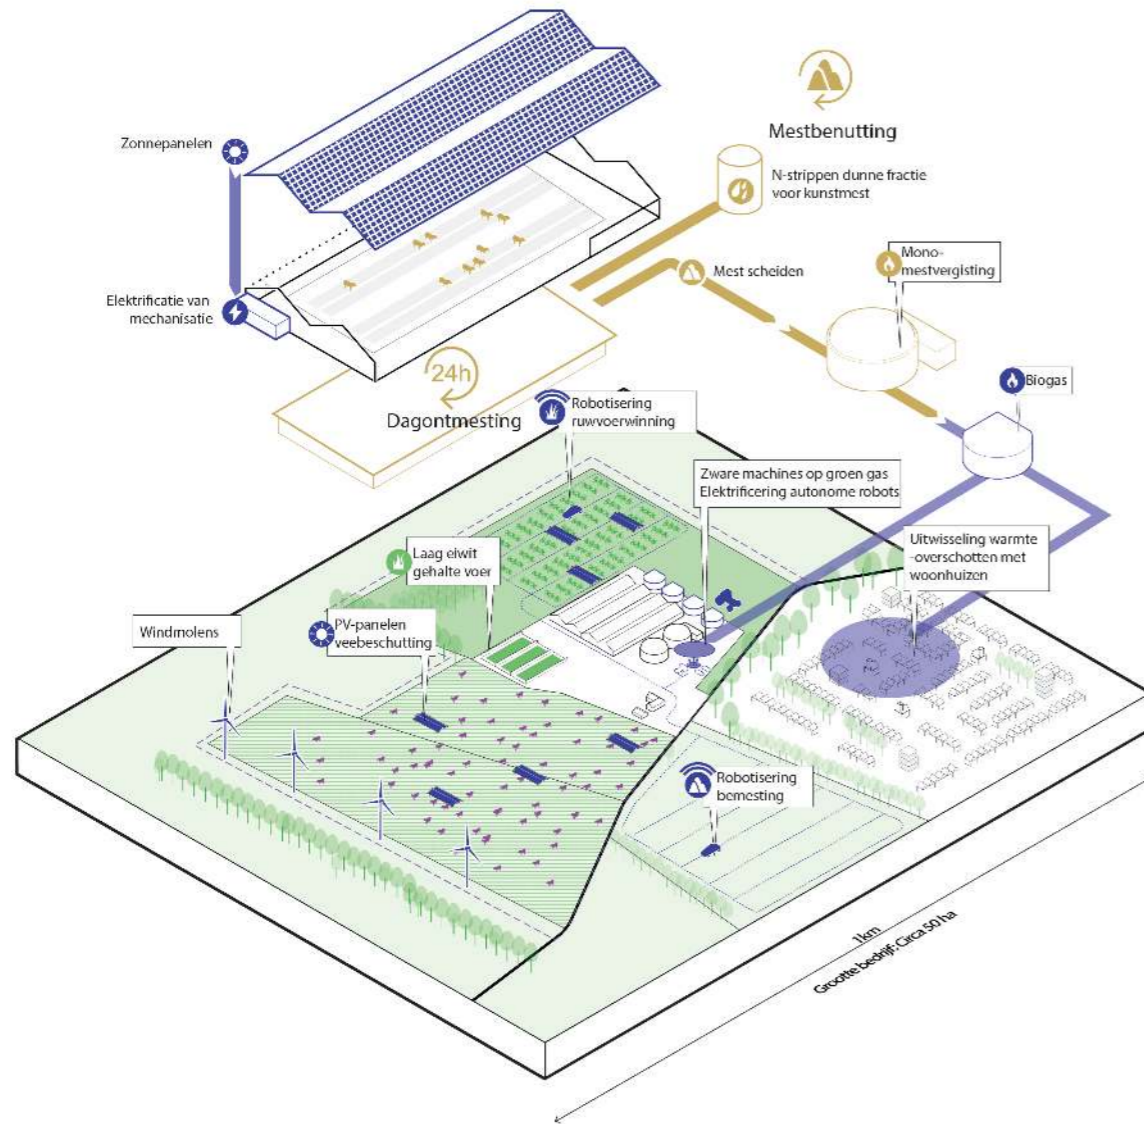 Mestbenutting
Zonnepanelen
N-strippen dunne fractie
voor kunstmest
Mono-
mestvergisting
Mest scheiden
Elektrificatie van
mechanisatie
24h
Dagontmesting
Biogas
Robotisering
ruwvoerwinning
Zware machines op groen gas
Elektrificering autonome robots
Uitwisseling warmte
-overschotten met
woonhuizen
Laag eiwit
gehalte voer
PV-panelen
veebeschutting
Windmolens
Robotisering
bemesting
1km
Grootte bedrijf: Circa 50 ha